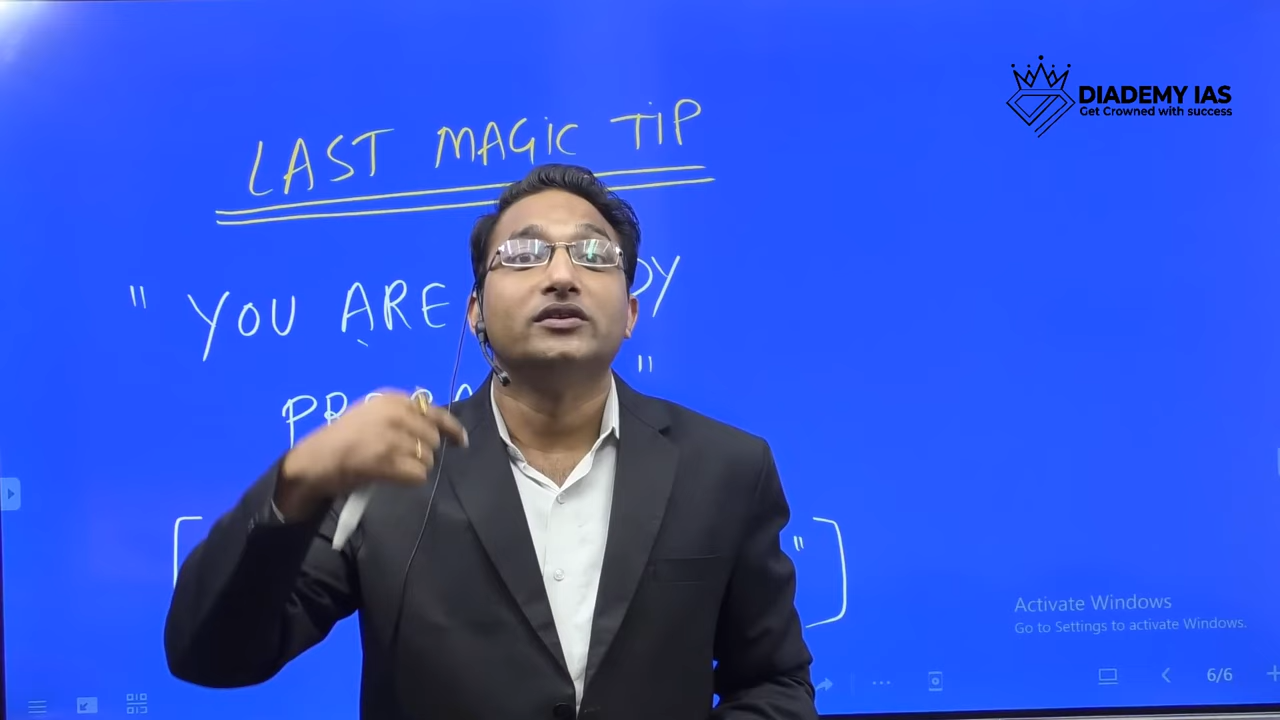 DIADEMY IAS
Get Crowned with success
LAST MAGIC TIP
" YOU ARE
"
"
Activate Windows
Go to Settings to activate Windows.
6/6